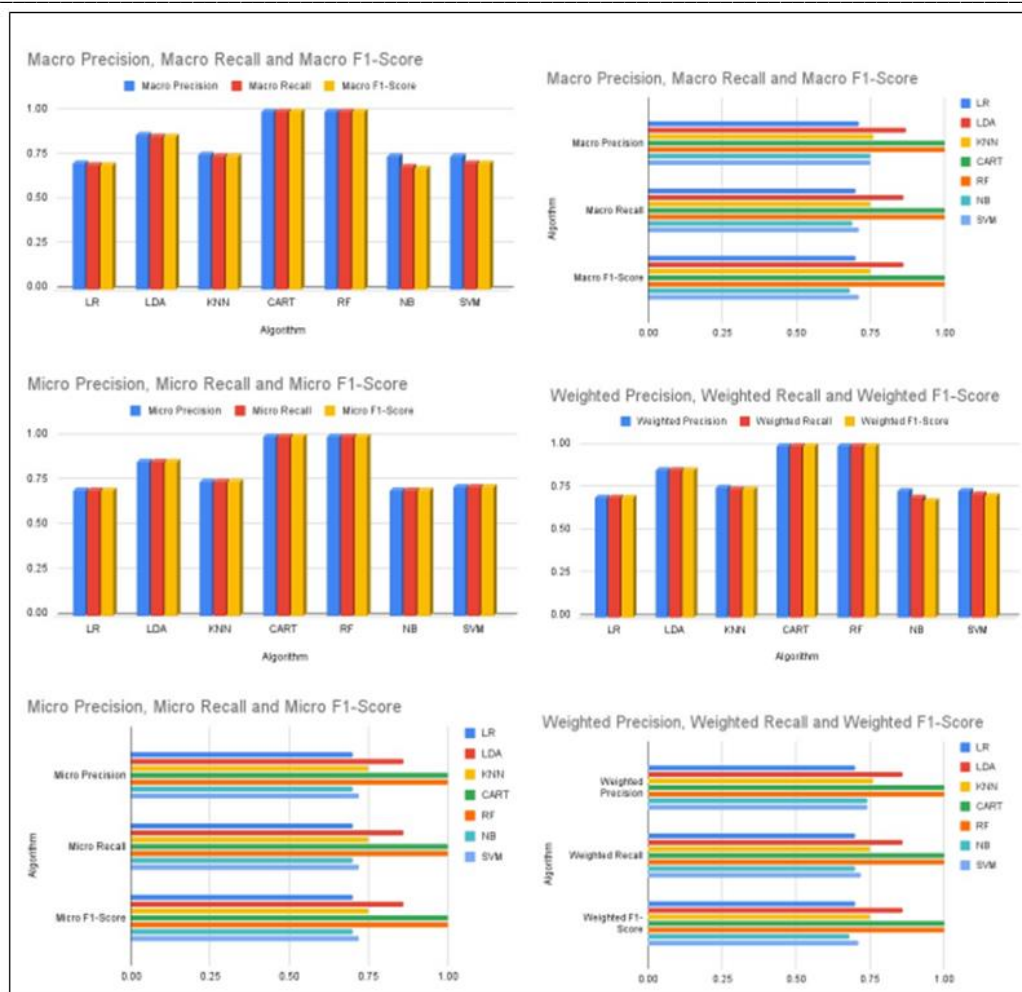 Macro Precision, Macro Recall and Macro F1-Score
Macro Precision Macro Recall Macro F1-Score
1.00
0.75
0.50
0.25
0.00
LR LDA KNN CART RF NB SVM
Algorithm
Macro Precision, Macro Recall and Macro F1-Score
LR
LDA
KNN
CART
RF
NB
SVM
Macro Precision
Macro Recall
Macro F1-Score
Algorithm
0.00 0.25 0.50 0.75 1.00
Micro Precision, Micro Recall and Micro F1-Score
Micro Precision Micro Recall Micro F1-Score
1.00
0.75
0.50
0.25
0.00
LR LDA KNN CART RF NB SVM
Algorithm
Weighted Precision, Weighted Recall and Weighted F1-Score
Weighted Precision Weighted Recall Weighted F1-Score
1.00
0.75
0.50
0.25
0.00
LR LDA KNN CART RF NB SVM
Algorithm
Micro Precision, Micro Recall and Micro F1-Score
LR
LDA
KNN
CART
RF
NB
SVM
Micro Precision
Micro Recall
Micro F1-Score
Algorithm
0.00 0.25 0.50 0.75 1.00
Weighted Precision, Weighted Recall and Weighted F1-Score
LR
LDA
KNN
CART
RF
NB
SVM
Weighted
Precision
Weighted Recall
Weighted F1-
Score
Algorithm
0.00 0.25 0.50 0.75 1.00